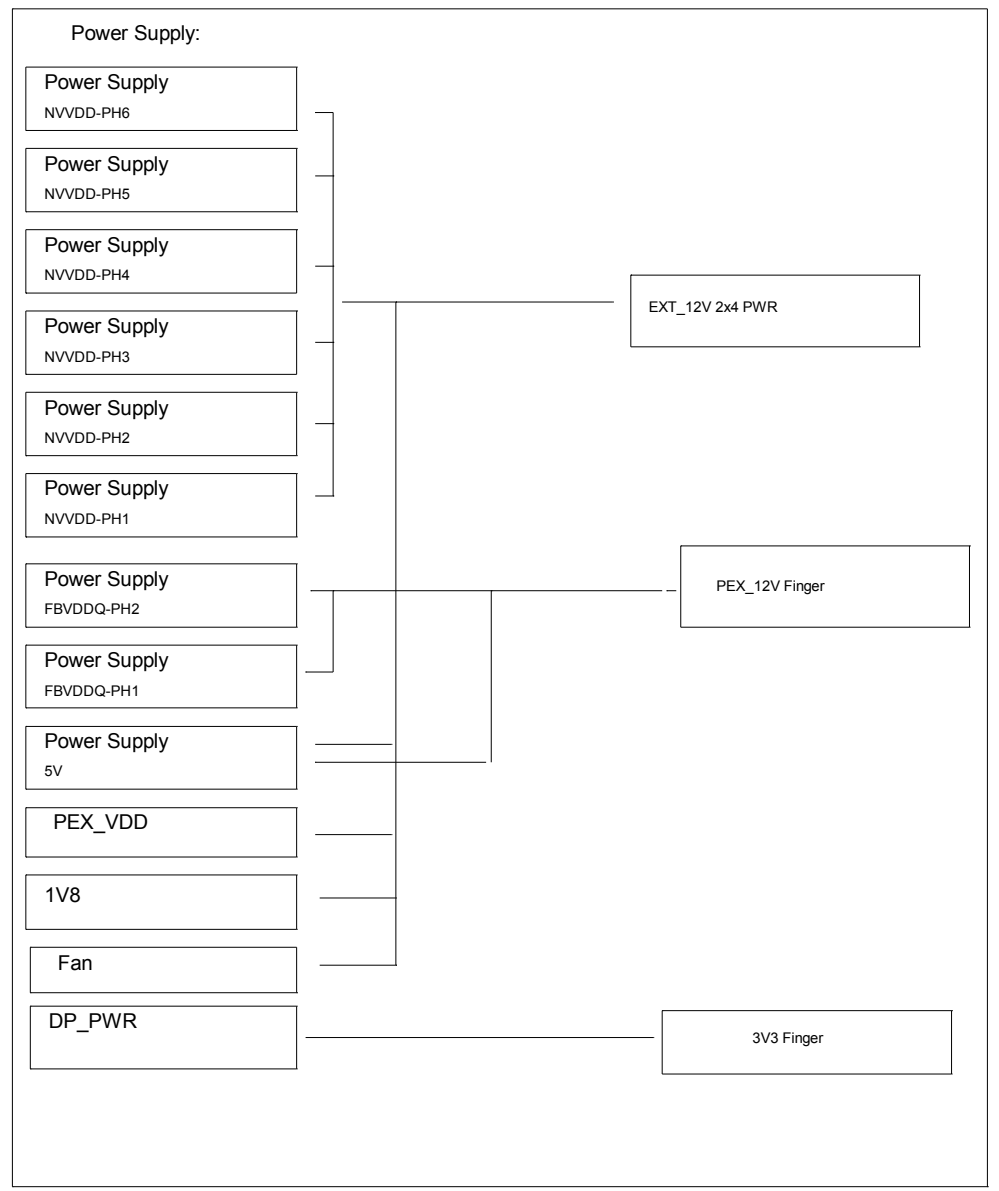 Power Supply:
Power Supply
NVVDD-PH6
Power Supply
NVVDD-PH5
Power Supply
NVVDD-PH4
Power Supply
NVVDD-PH3
Power Supply
NVVDD-PH2
Power Supply
NVVDD-PH1
Power Supply
FBVDDQ-PH2
Power Supply
FBVDDQ-PH1
Power Supply
5V
PEX_VDD
1V8
Fan
DP_PWR
EXT_12V 2x4 PWR
PEX_12V Finger
3V3 Finger